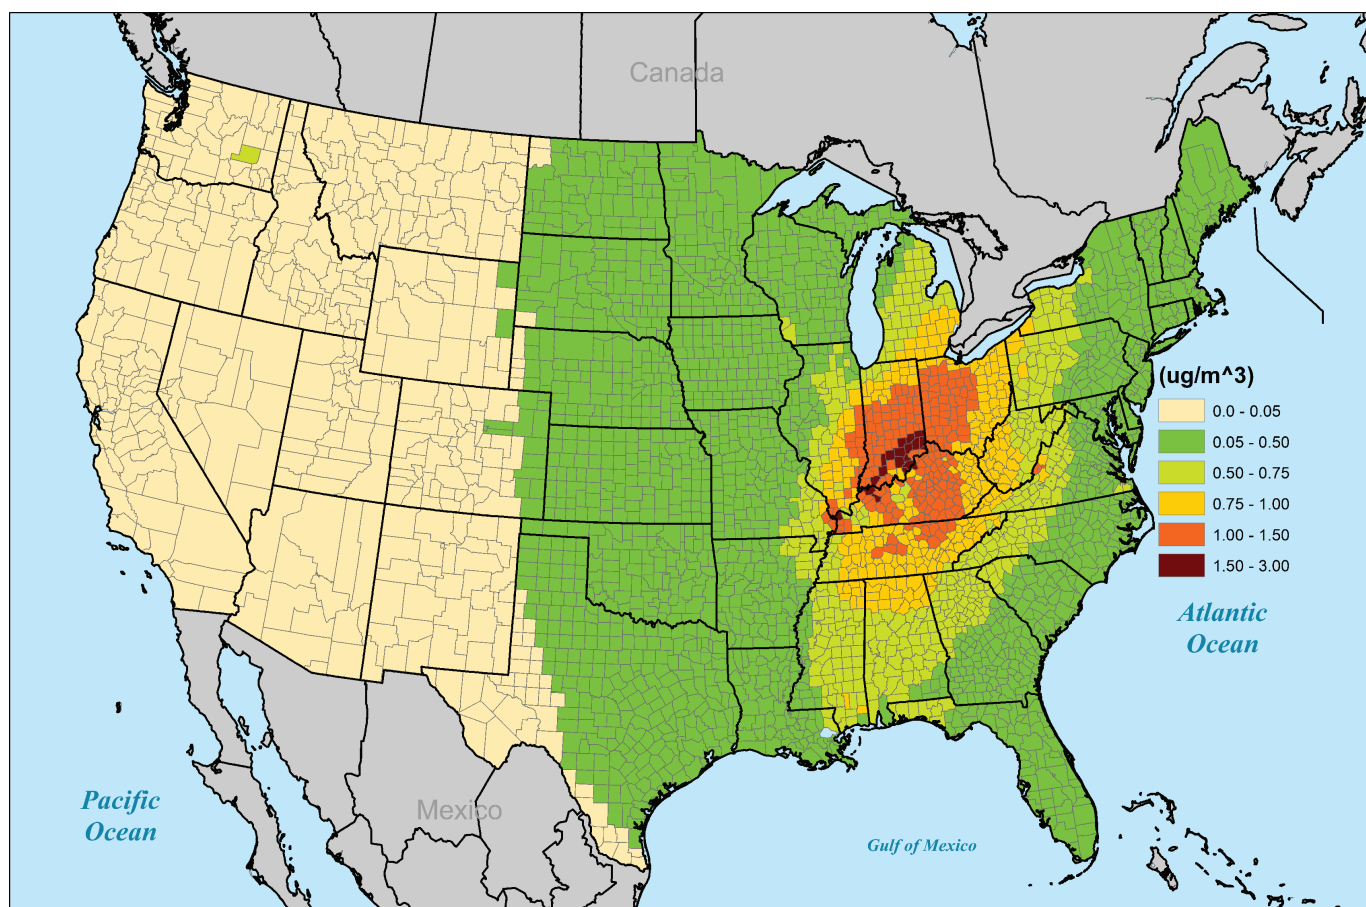 Canada
(ug/m^3)
0.0 - 0.05
0.05 - 0.50
0.50 - 0.75
0.75 - 1.00
1.00 - 1.50
1.50 - 3.00
Atlantic
Ocean
Pacific
Ocean
Mexico
Gulf of Mexico